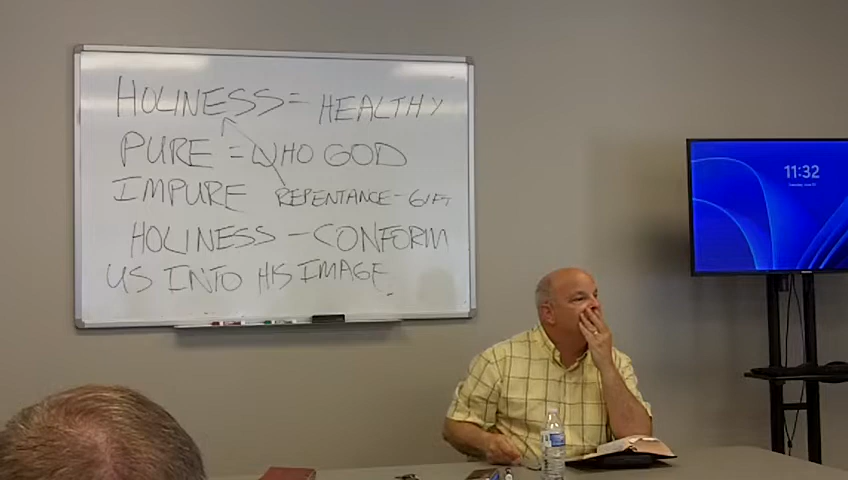 HOLINESS = HEALTHY
PURE = WHO GOD
IMPURE REPENTANCE - GIFT
HOLINESS - CONFORM
US INTO HIS IMAGE
11:32